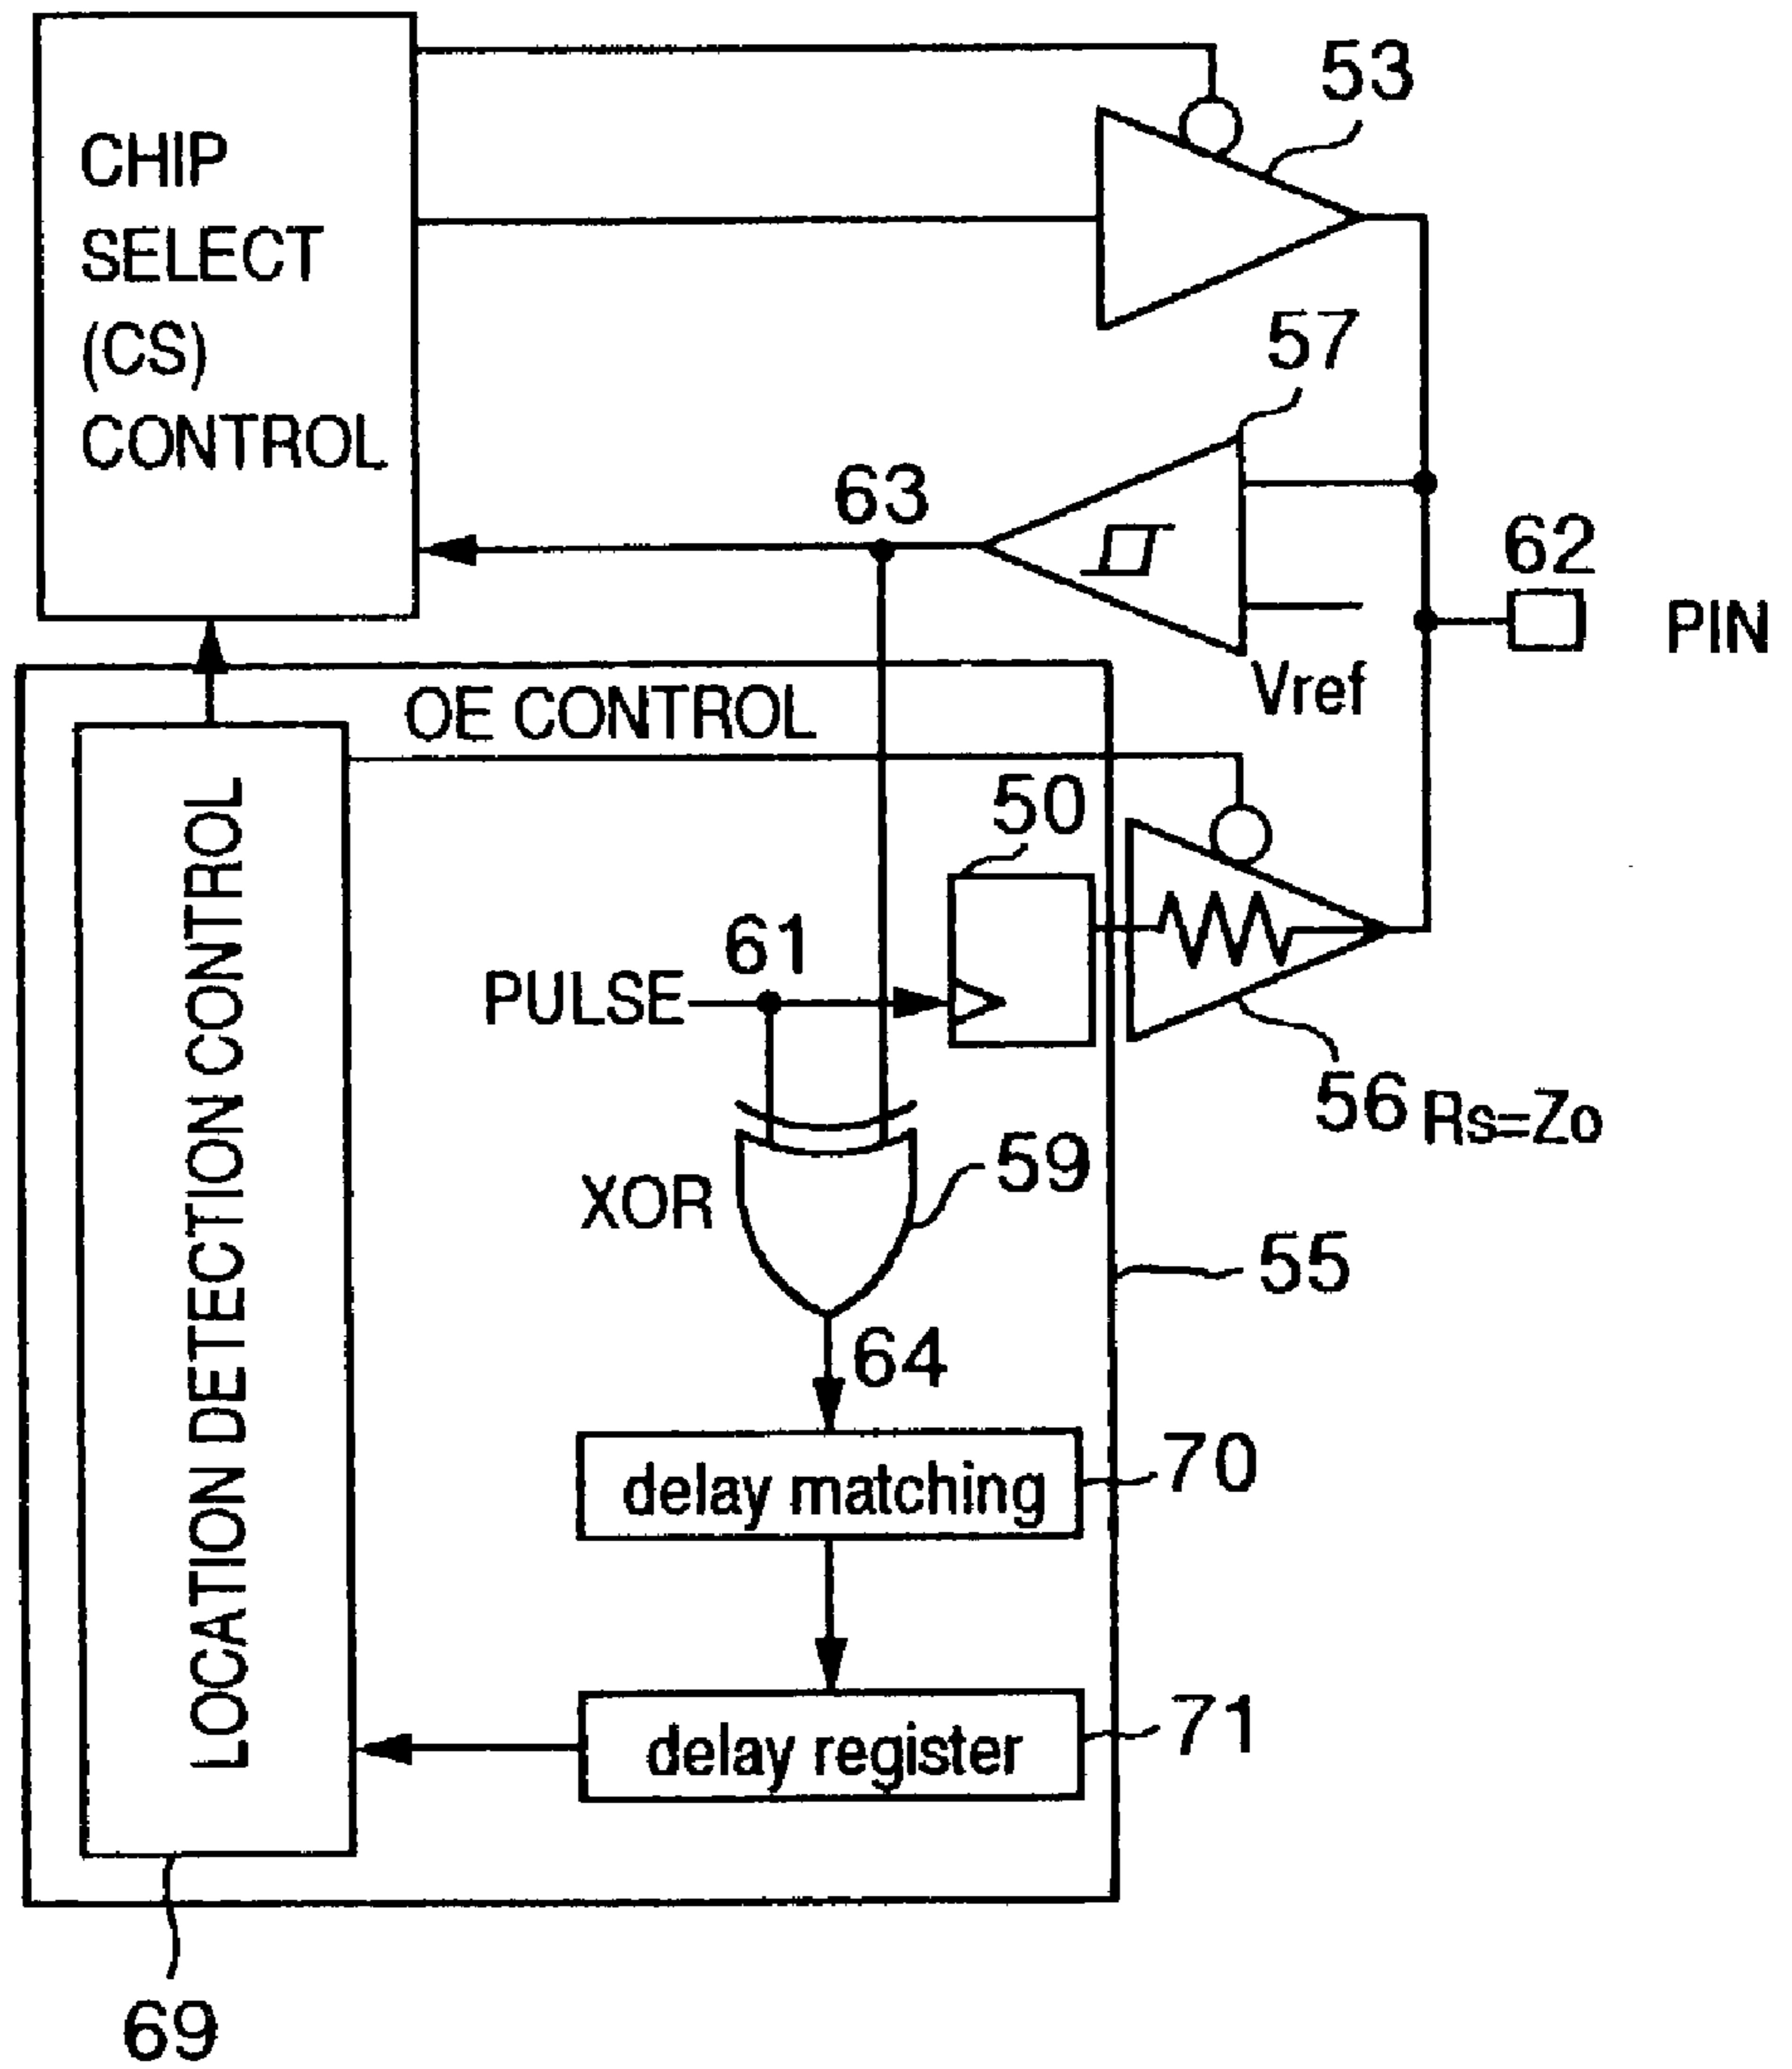 53
CHIP
SELECT
(CS)
CONTROL
57
63
62
PIN
Vref
OE CONTROL
50
61
PULSE
56 Rs=Zo
XOR
59
55
64
LOCATION DETECTION CONTROL
delay matching
70
delay register
71
69